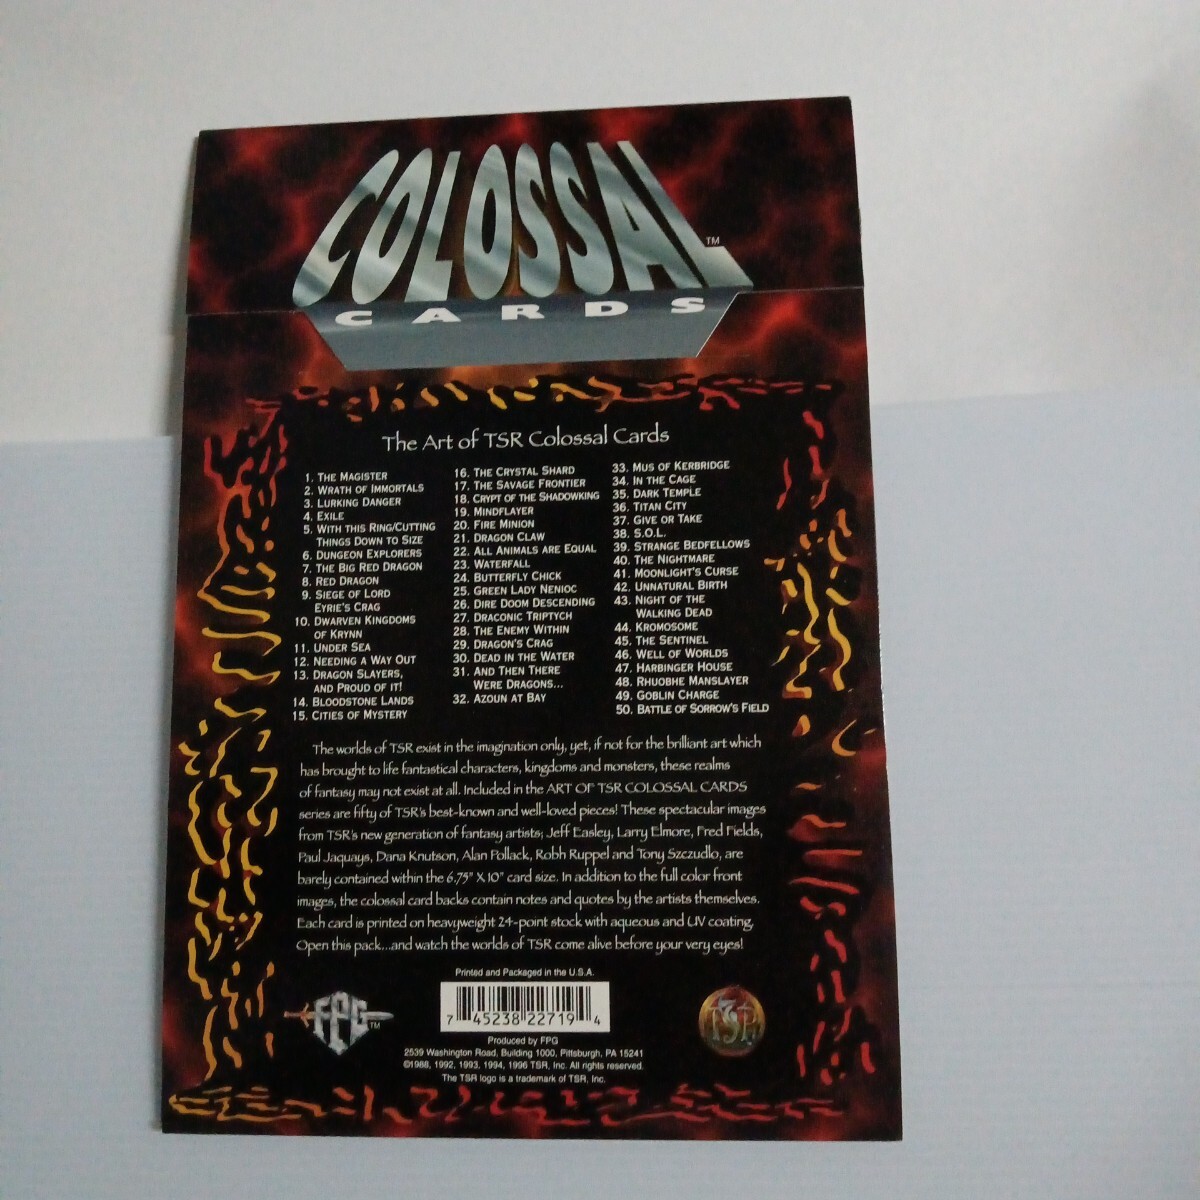 COLOSSAL™
CARDS
The Art of TSR Colossal Cards
1. THE MAGISTER
2. WRATH OF IMMORTALS
3. LURKING DANGER
4. EXILE
5. WITH THIS RING/CUTTING
THINGS DOWN TO SIZE
6. DUNGEON EXPLORERS
7. THE BIG RED DRAGON
8. RED DRAGON
9. SIEGE OF LORD
EYRIE'S CRAG
10. DWARVEN KINGDOMS
OF KRYNN
11. UNDER SEA
12. NEEDING A WAY OUT
13. DRAGON SLAYERS,
AND PROUD OF IT!
14. BLOODSTONE LANDS
15. CITIES OF MYSTERY
16. THE CRYSTAL SHARD
17. THE SAVAGE FRONTIER
18. CRYPT OF THE SHADOWKING
19. MINDFLAYER
20. FIRE MINION
21. DRAGON CLAW
22. ALL ANIMALS ARE EQUAL
23. WATERFALL
24. BUTTERFLY CHICK
25. GREEN LADY NENIOC
26. DIRE DOOM DESCENDING
27. DRACONIC TRIPTYCH
28. THE ENEMY WITHIN
29. DRAGON'S CRAG
30. DEAD IN THE WATER
31. AND THEN THERE
WERE DRAGONS...
32. AZOUN AT BAY
33. MUS OF KERBRIDGE
34. IN THE CAGE
35. DARK TEMPLE
36. TITAN CITY
37. GIVE OR TAKE
38. S.O.L.
39. STRANGE BEDFELLOWS
40. THE NIGHTMARE
41. MOONLIGHT'S CURSE
42. UNNATURAL BIRTH
43. NIGHT OF THE
WALKING DEAD
44. KROMOSOME
45. THE SENTINEL
46. WELL OF WORLDS
47. HARBINGER HOUSE
48. RHUOBHE MANSLAYER
49. GOBLIN CHARGE
50. BATTLE OF SORROW'S FIELD
The worlds of TSR exist in the imagination only, yet, if not for the brilliant art which
has brought to life fantastical characters, kingdoms and monsters, these realms
of fantasy may not exist at all. Included in the ART OF TSR COLOSSAL CARDS
series are fifty of TSR's best-known and well-loved pieces! These spectacular images
from TSR's new generation of fantasy artists; Jeff Easley, Larry Elmore, Fred Fields,
Paul Jaquays, Dana Knutson, Alan Pollack, Robh Ruppel and Tony Szczudlo, are
barely contained within the 6.75" X 10" card size. In addition to the full color front
images, the colossal card backs contain notes and quotes by the artists themselves.
Each card is printed on heavyweight 24-point stock with aqueous and UV coating.
Open this pack...and watch the worlds of TSR come alive before your very eyes!
Printed and Packaged in the U.S.A.
FPG™
7 45238 22719 4
TSR
Produced by FPG
2539 Washington Road, Building 1000, Pittsburgh, PA 15241
©1988, 1992, 1993, 1994, 1996 TSR, Inc. All rights reserved.
The TSR logo is a trademark of TSR, Inc.